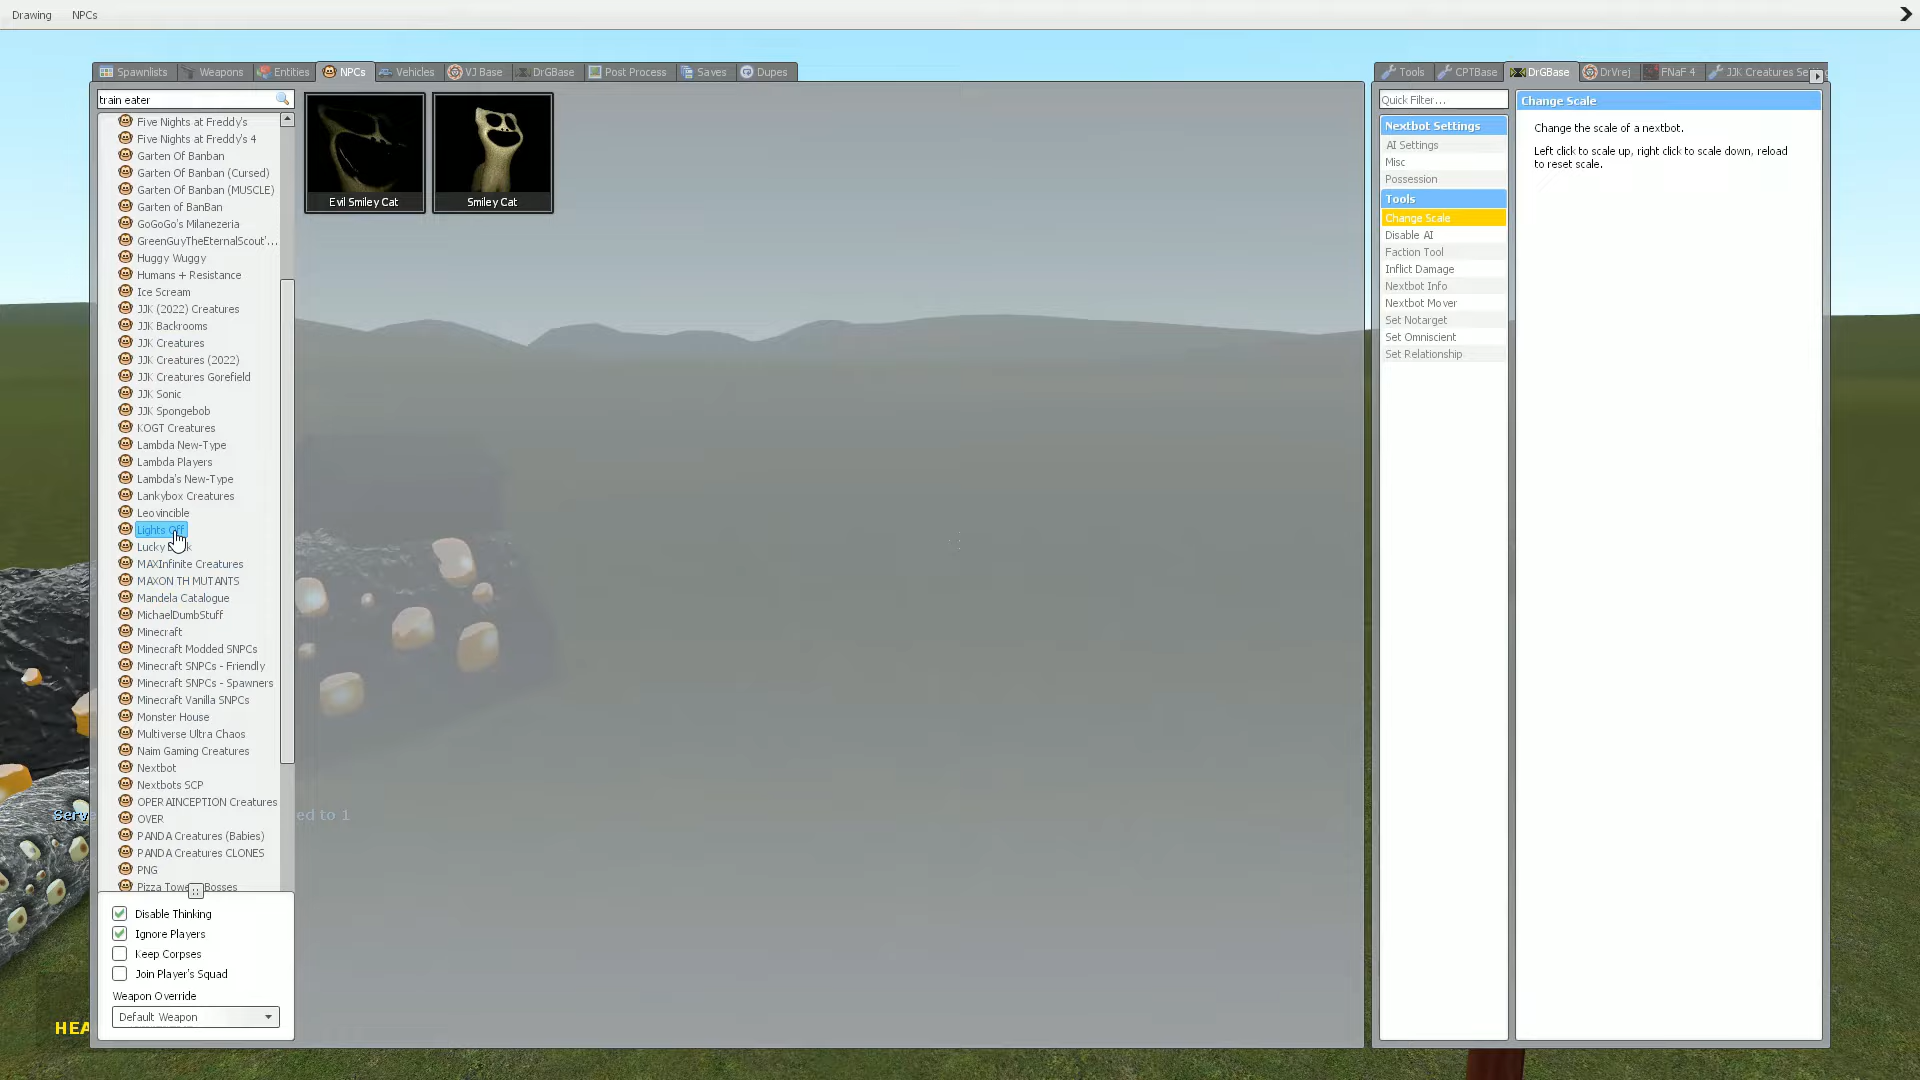 Drawing NPCs
Spawnlists Weapons Entities NPCs Vehicles VJ Base DrGBase Post Process Saves Dupes
Tools CPTBase DrGBase DrVrej FNaF 4 JJK Creatures
train eater
Five Nights at Freddy's
Five Nights at Freddy's 4
Garten Of Banban
Garten Of Banban (Cursed)
Garten Of Banban (MUSCLE)
Garten of BanBan
GoGoGo's Milanezeria
GreenGuyTheEternalScout'...
Huggy Wuggy
Humans + Resistance
Ice Scream
JJK (2022) Creatures
JJK Backrooms
JJK Creatures
JJK Creatures (2022)
JJK Creatures Gorefield
JJK Sonic
JJK Spongebob
KOGT Creatures
Lambda New-Type
Lambda Players
Lambda's New-Type
Lankybox Creatures
Leovincible
Lights Off
Lucky
MAXInfinite Creatures
MAXON TH MUTANTS
Mandela Catalogue
MichaelDumbStuff
Minecraft
Minecraft Modded SNPCs
Minecraft SNPCs - Friendly
Minecraft SNPCs - Spawners
Minecraft Vanilla SNPCs
Monster House
Multiverse Ultra Chaos
Naim Gaming Creatures
Nextbot
Nextbots SCP
OPERAINCEPTION Creatures
OVER
PANDA Creatures (Babies)
PANDA Creatures CLONES
PNG
Pizza Tower Bosses
Disable Thinking
Ignore Players
Keep Corpses
Join Player's Squad
Weapon Override
Default Weapon
Evil Smiley Cat
Smiley Cat
Serv
ed to 1
HEA
Quick Filter...
Nextbot Settings
AI Settings
Misc
Possession
Tools
Change Scale
Disable AI
Faction Tool
Inflict Damage
Nextbot Info
Nextbot Mover
Set Notarget
Set Omniscient
Set Relationship
Change Scale
Change the scale of a nextbot.
Left click to scale up, right click to scale down, reload
to reset scale.